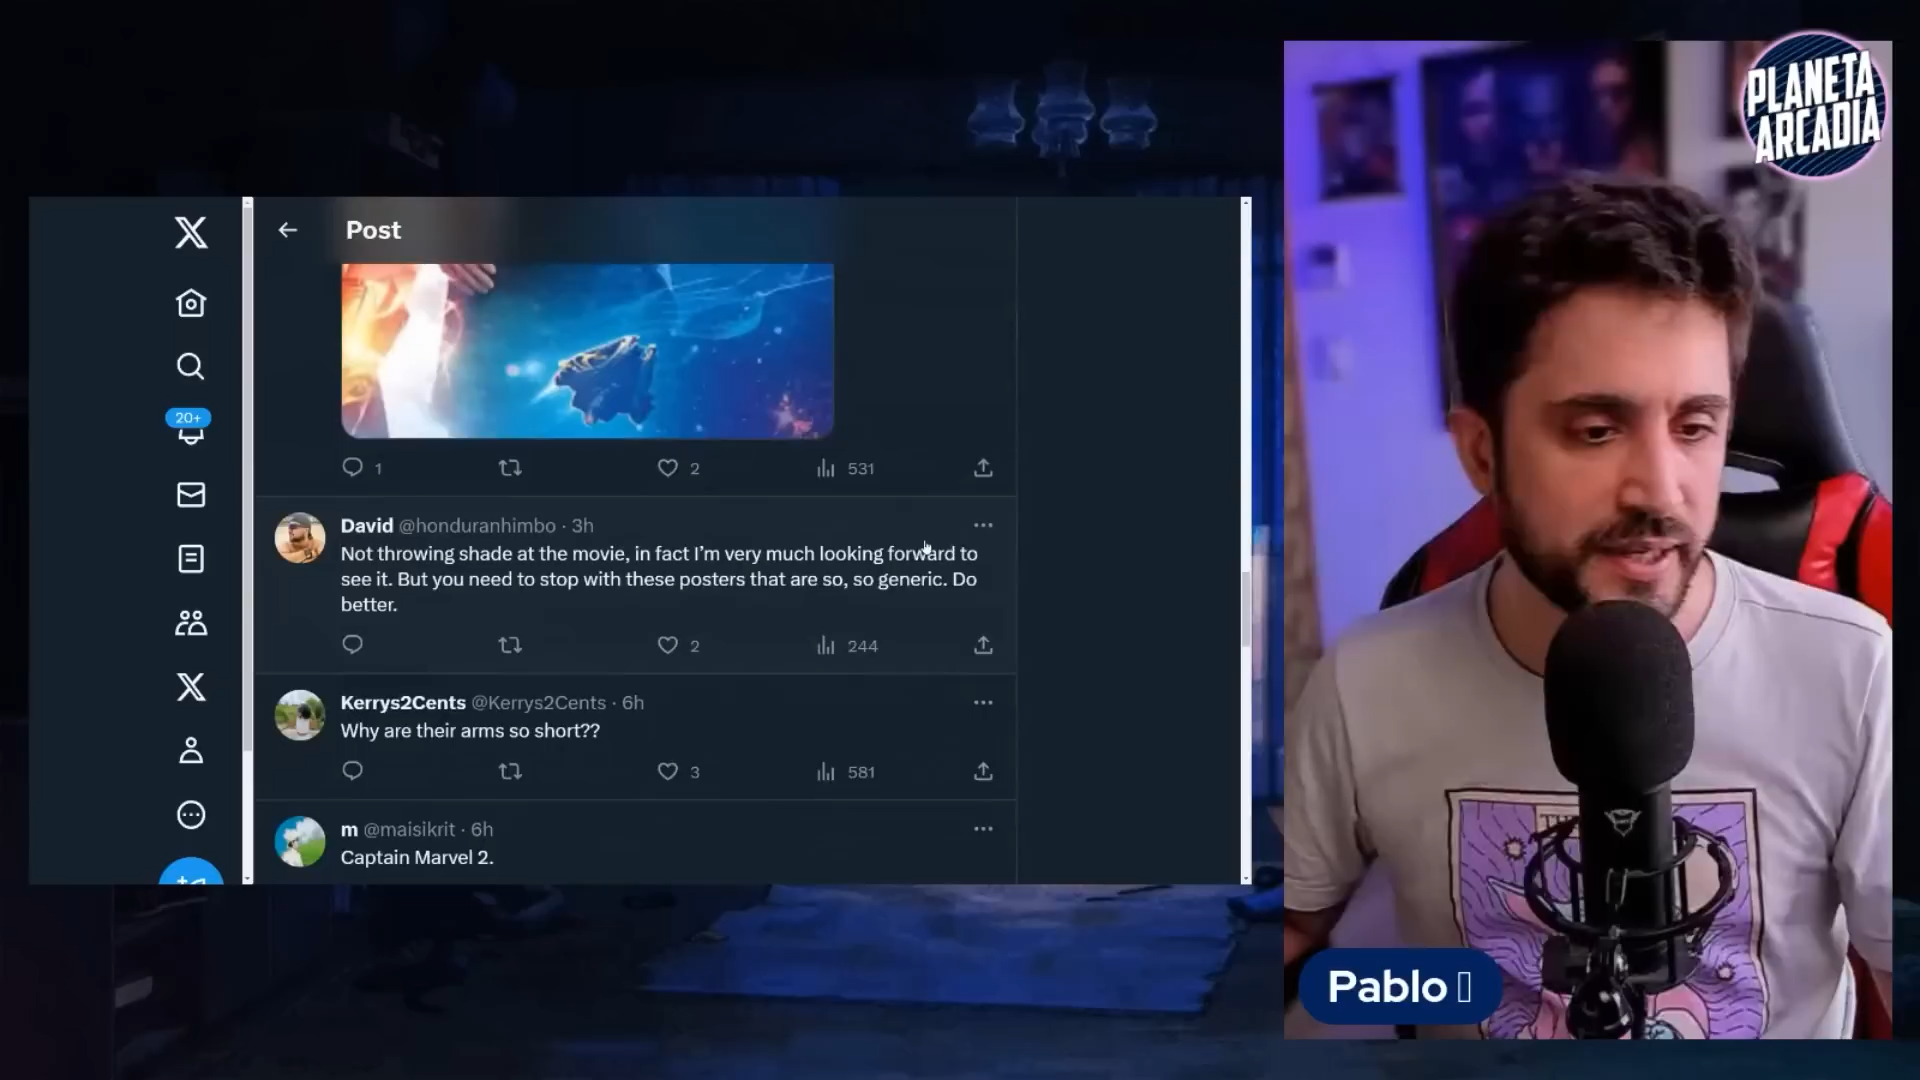 PLANETA
ARCADIA
Post
20+
1
2
531
David @honduranhimbo · 3h
Not throwing shade at the movie, in fact I'm very much looking forward to
see it. But you need to stop with these posters that are so, so generic. Do
better.
2
244
Kerrys2Cents @Kerrys2Cents · 6h
Why are their arms so short??
3
581
m @maisikrit · 6h
Captain Marvel 2.
Pablo